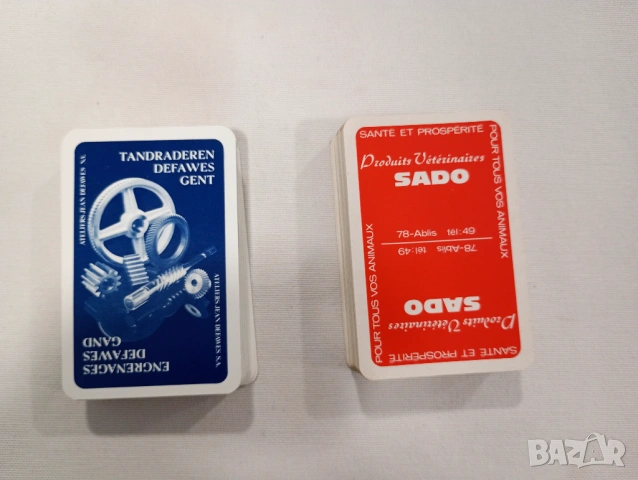 TANDRADEREN
DEFAWES
GENT
ATELIERS JEAN DEFAWES N.V.
ATELIERS JEAN DEFAWES S.A.
ENGRENAGES
DEFAWES
GAND
SANTÉ ET PROSPÉRITÉ
POUR TOUS VOS ANIMAUX
Produits Vétérinaires
SADO
78-Ablis tél:49
78-Ablis tél:49
SADO
Produits Vétérinaires
POUR TOUS VOS ANIMAUX
SANTÉ ET PROSPÉRITÉ
BAZAR